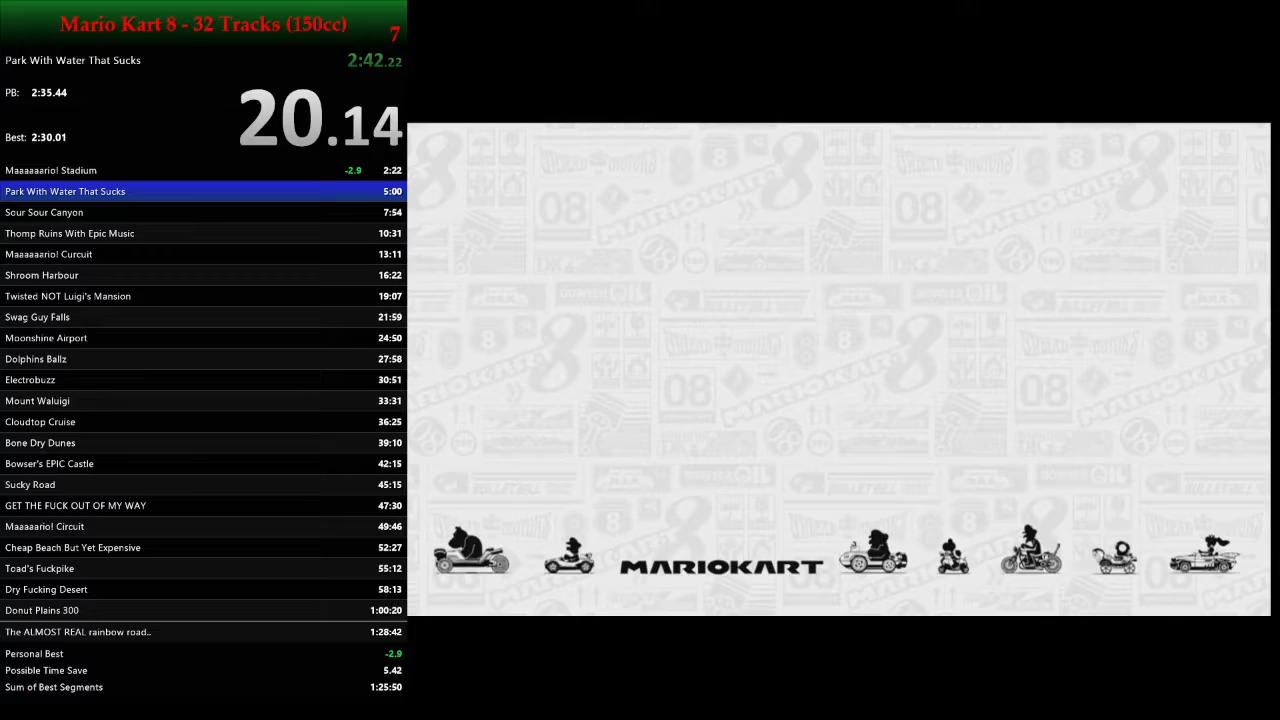 Mario Kart 8 - 32 Tracks (150cc)
7
Park With Water That Sucks 2:42.22
PB: 2:35.44
20.14
Best: 2:30.01
Maaaaaario! Stadium -2.9 2:22
Park With Water That Sucks 5:00
Sour Sour Canyon 7:54
Thomp Ruins With Epic Music 10:31
Maaaaaario! Curcuit 13:11
Shroom Harbour 16:22
Twisted NOT Luigi's Mansion 19:07
Swag Guy Falls 21:59
Moonshine Airport 24:50
Dolphins Ballz 27:58
Electrobuzz 30:51
Mount Waluigi 33:31
Cloudtop Cruise 36:25
Bone Dry Dunes 39:10
Bowser's EPIC Castle 42:15
Sucky Road 45:15
GET THE FUCK OUT OF MY WAY 47:30
Maaaaario! Circuit 49:46
Cheap Beach But Yet Expensive 52:27
Toad's Fuckpike 55:12
Dry Fucking Desert 58:13
Donut Plains 300 1:00:20
The ALMOST REAL rainbow road.. 1:28:42
Personal Best -2.9
Possible Time Save 5.42
Sum of Best Segments 1:25:50
MARIOKART